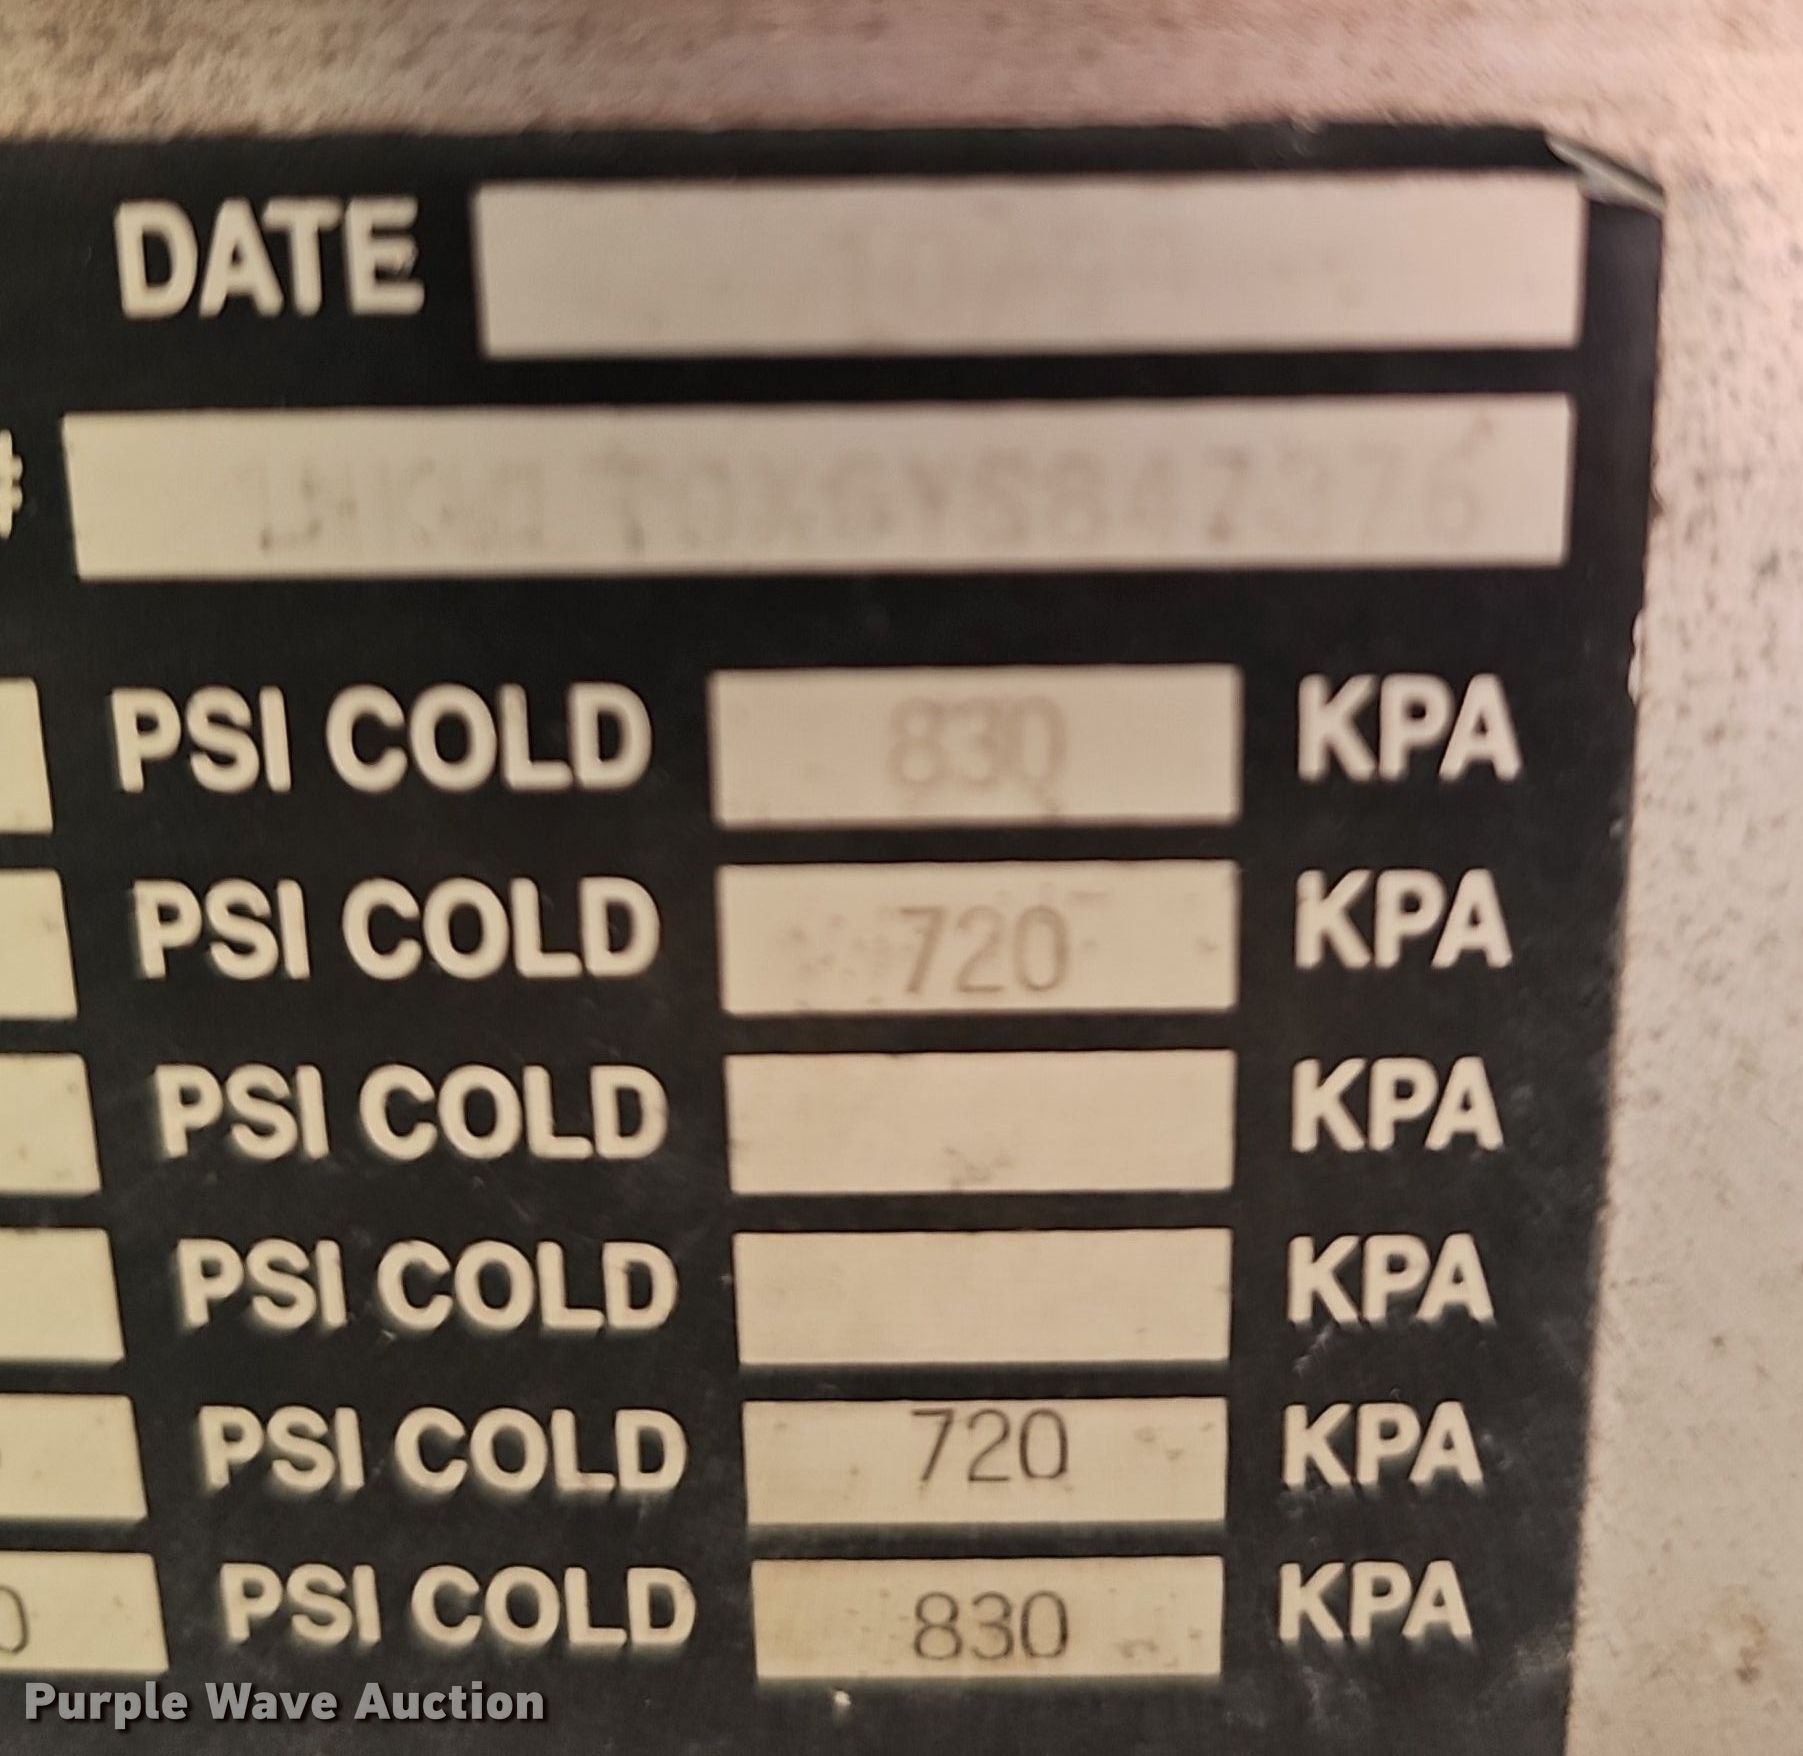 DATE
#
PSI COLD 830 KPA
PSI COLD 720 KPA
PSI COLD KPA
PSI COLD KPA
PSI COLD 720 KPA
0 PSI COLD 830 KPA
Purple Wave Auction